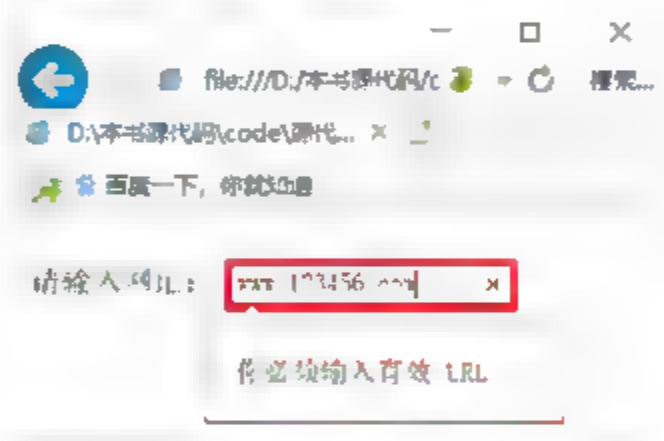 file:///D:/本书源代码/c 搜索...
D:\本书源代码\code\源代...
百度一下，你就知道
请输入网址： www.123456.com
你必须输入有效 URL